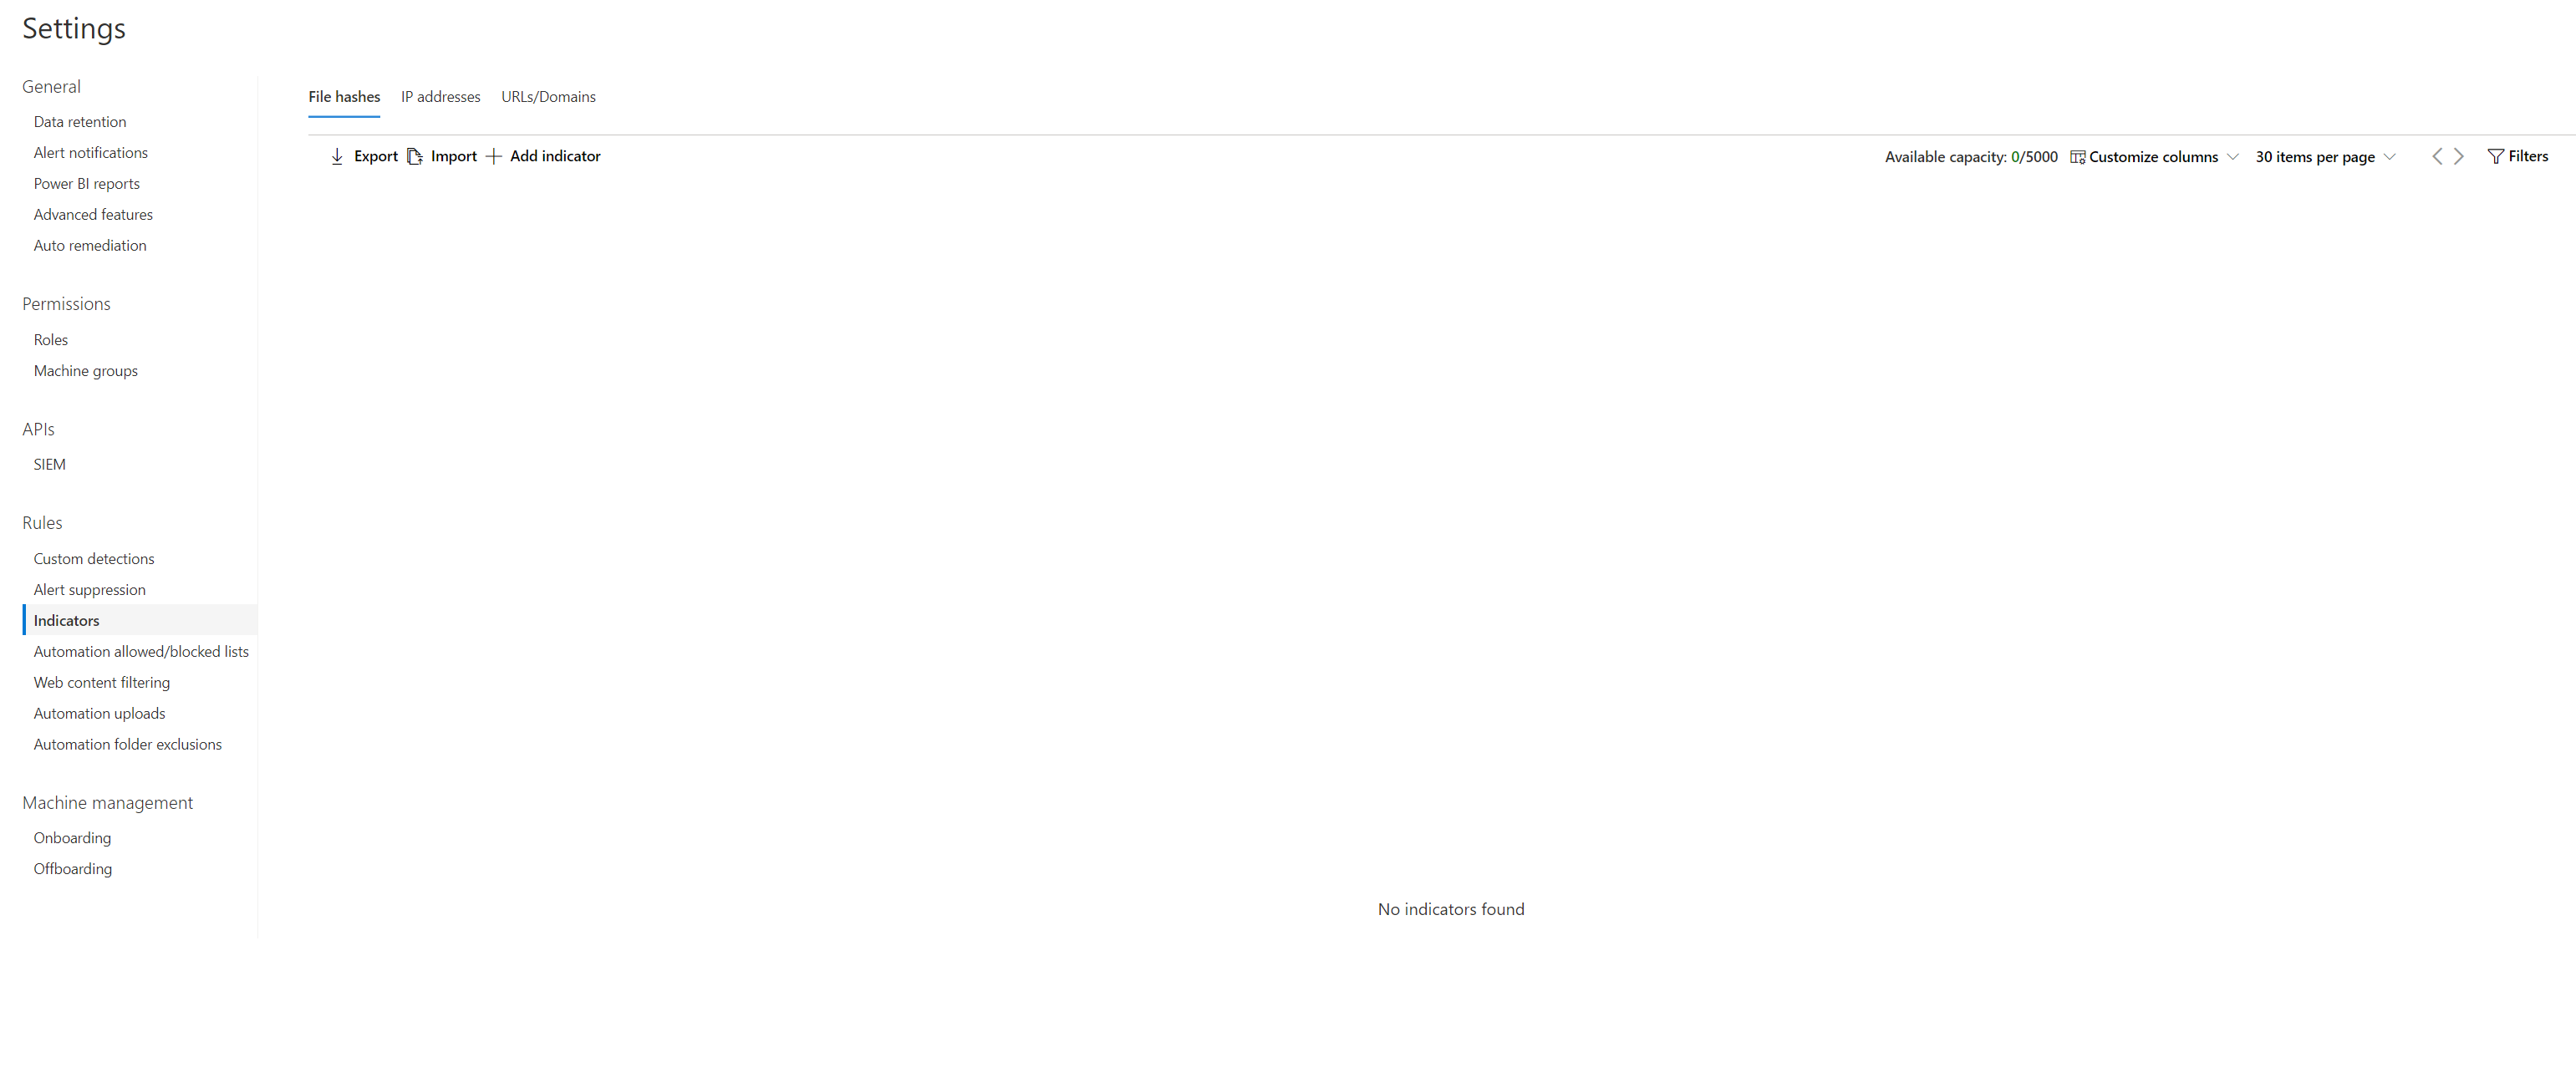 Settings
General
Data retention
Alert notifications
Power BI reports
Advanced features
Auto remediation
Permissions
Roles
Machine groups
APIs
SIEM
Rules
Custom detections
Alert suppression
Indicators
Automation allowed/blocked lists
Web content filtering
Automation uploads
Automation folder exclusions
Machine management
Onboarding
Offboarding
File hashes IP addresses URLs/Domains
Export Import Add indicator Available capacity: 0/5000 Customize columns 30 items per page Filters
No indicators found